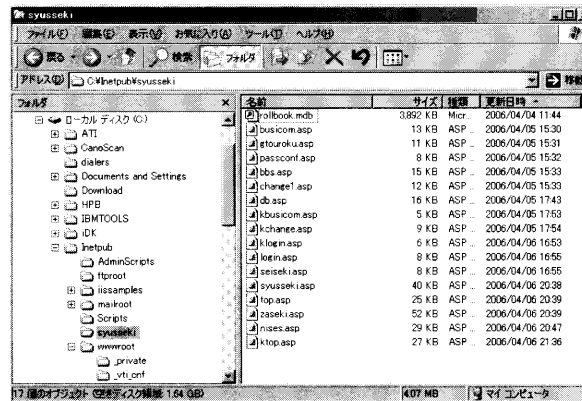 syusseki
ファイル(F) 編集(E) 表示(V) お気に入り(A) ツール(T) ヘルプ(H)
戻る 検索 フォルダ
アドレス(D) C:¥Inetpub¥syusseki 移動
フォルダ
ローカル ディスク (C:)
ATI
CanoScan
dialers
Documents and Settings
Download
HPB
IBMTOOLS
iDK
Inetpub
AdminScripts
ftproot
iissamples
mailroot
Scripts
syusseki
wwwroot
_private
_vti_cnf
名前 サイズ 種類 更新日時
rollbook.mdb 3,892 KB Micr... 2006/04/04 11:44
busicom.asp 13 KB ASP ... 2006/04/05 15:30
gtouroku.asp 11 KB ASP ... 2006/04/05 15:31
passconf.asp 8 KB ASP ... 2006/04/05 15:32
bbs.asp 15 KB ASP ... 2006/04/05 15:33
change1.asp 12 KB ASP ... 2006/04/05 15:33
db.asp 16 KB ASP ... 2006/04/05 17:43
kbusicom.asp 5 KB ASP ... 2006/04/05 17:53
kchange.asp 9 KB ASP ... 2006/04/05 17:54
klogin.asp 6 KB ASP ... 2006/04/06 16:53
login.asp 8 KB ASP ... 2006/04/06 16:55
seiseki.asp 8 KB ASP ... 2006/04/06 16:55
syusseki.asp 40 KB ASP ... 2006/04/06 20:38
top.asp 25 KB ASP ... 2006/04/06 20:39
zaseki.asp 52 KB ASP ... 2006/04/06 20:39
nises.asp 29 KB ASP ... 2006/04/06 20:47
ktop.asp 27 KB ASP ... 2006/04/06 21:36
17 個のオブジェクト (空きディスク領域: 1.64 GB) 4.07 MB マイ コンピュータ